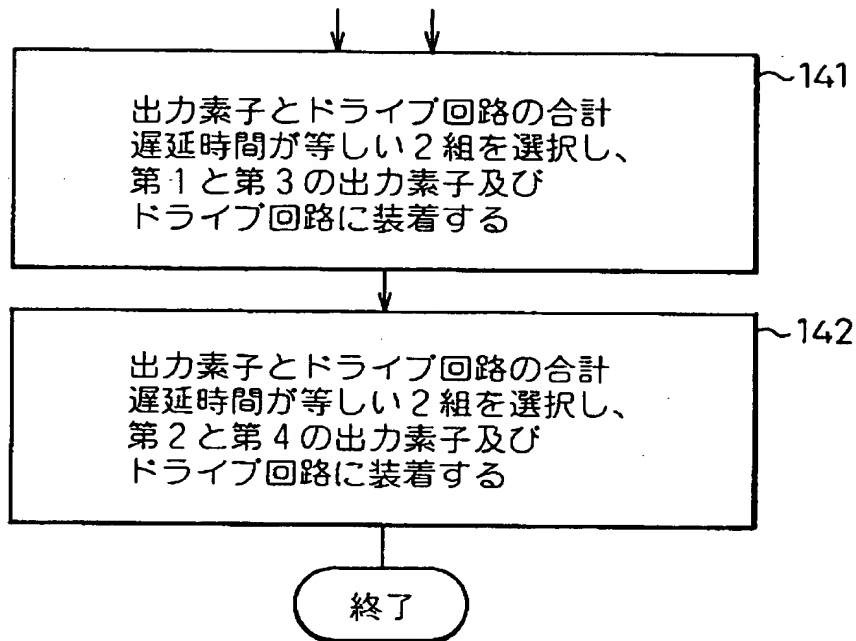 141
出力素子とドライブ回路の合計
遅延時間が等しい2組を選択し、
第1と第3の出力素子及び
ドライブ回路に装着する
142
出力素子とドライブ回路の合計
遅延時間が等しい2組を選択し、
第2と第4の出力素子及び
ドライブ回路に装着する
終了